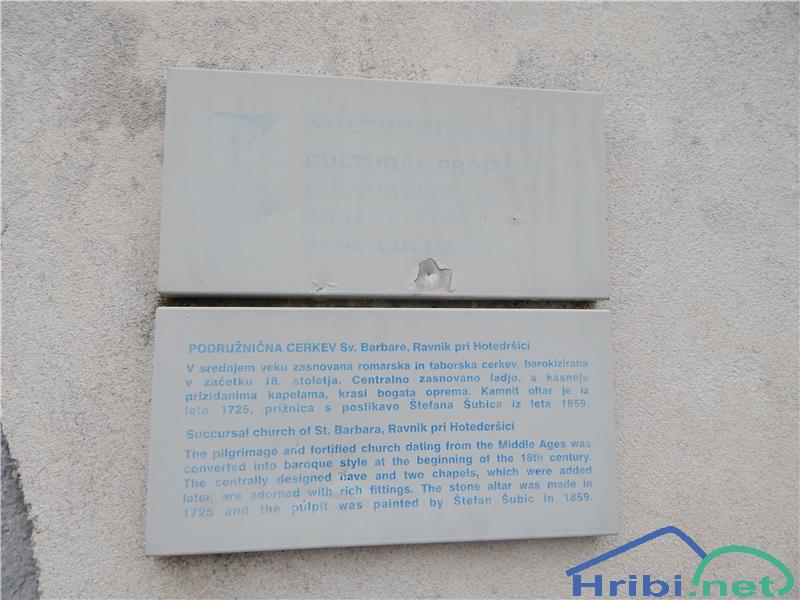 KULTURNI
CULTURAL
BENE
PODRUŽNIČNA CERKEV Sv. Barbare, Ravnik pri Hotedršici
V srednjem veku zasnovana romarska in taborska cerkev, barokizirana
v začetku 18. stoletja. Centralno zasnovano ladjo, s kasneje
prizidanima kapelama, krasi bogata oprema. Kamnit oltar je iz
leta 1725, prižnica s poslikavo Štefana Šubica iz leta 1859.
Succursal church of St. Barbara, Ravnik pri Hotederšici
The pilgrimage and fortified church dating from the Middle Ages was
converted into baroque style at the beginning of the 18th century.
The centrally designed nave and two chapels, which were added
later, are adorned with rich fittings. The stone altar was made in
1725 and the pulpit was painted by Štefan Šubic in 1859.
Hribi.net